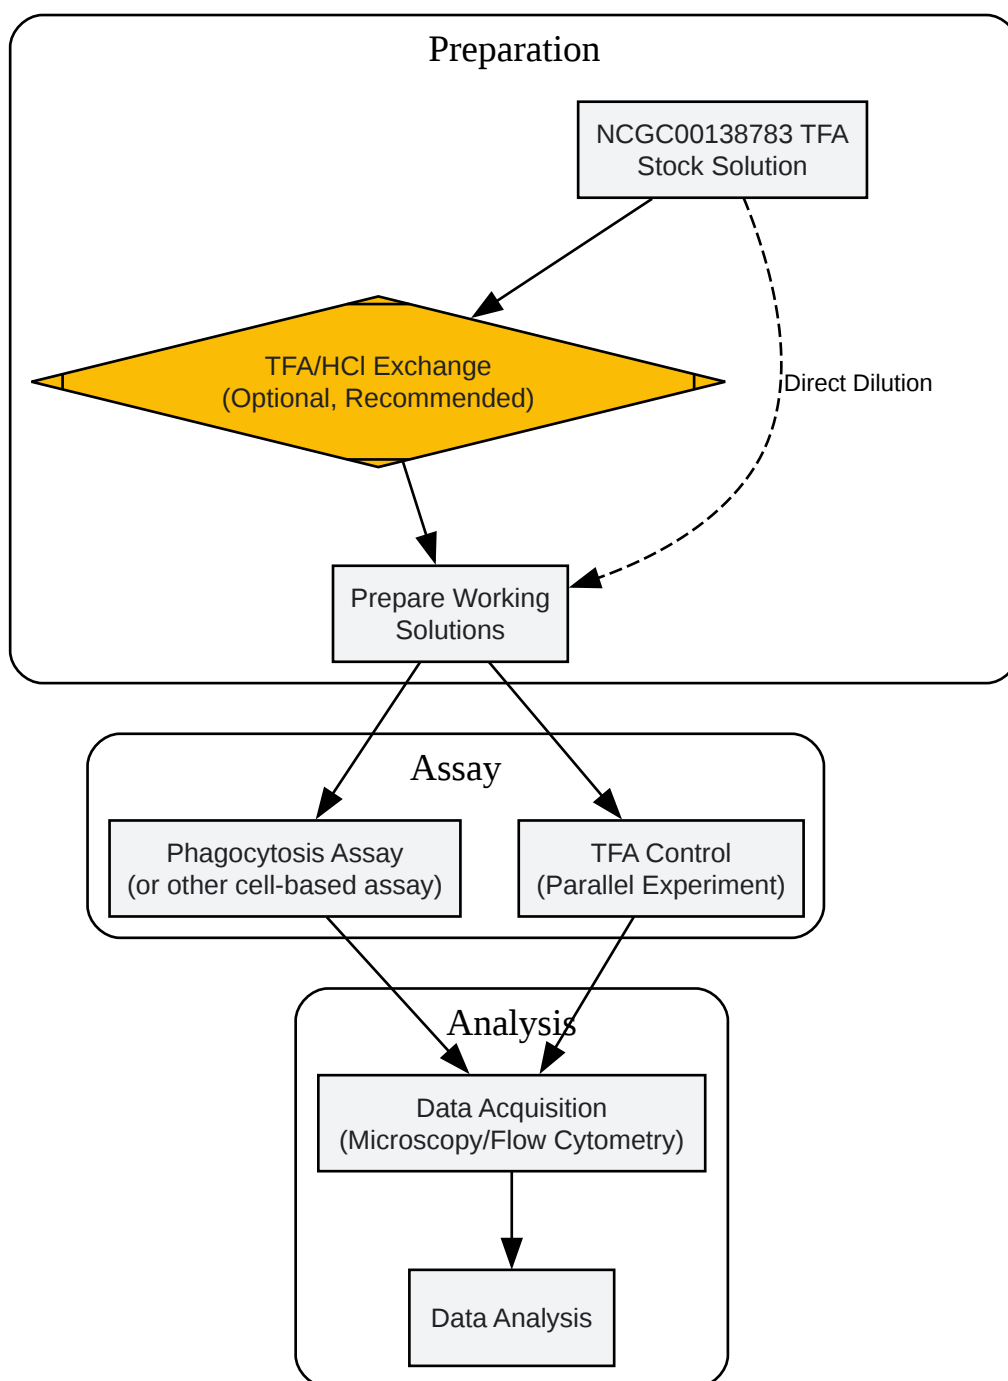 Preparation
NCGC00138783 TFA
Stock Solution
TFA/HCl Exchange
(Optional, Recommended)
Direct Dilution
Prepare Working
Solutions
Assay
Phagocytosis Assay
(or other cell-based assay)
TFA Control
(Parallel Experiment)
Analysis
Data Acquisition
(Microscopy/Flow Cytometry)
Data Analysis